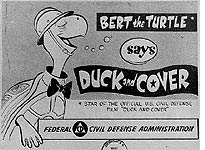 BERT the TURTLE
says
DUCK and COVER
* STAR OF THE OFFICIAL U.S. CIVIL DEFENSE
FILM "DUCK AND COVER"
FEDERAL CD CIVIL DEFENSE ADMINISTRATION